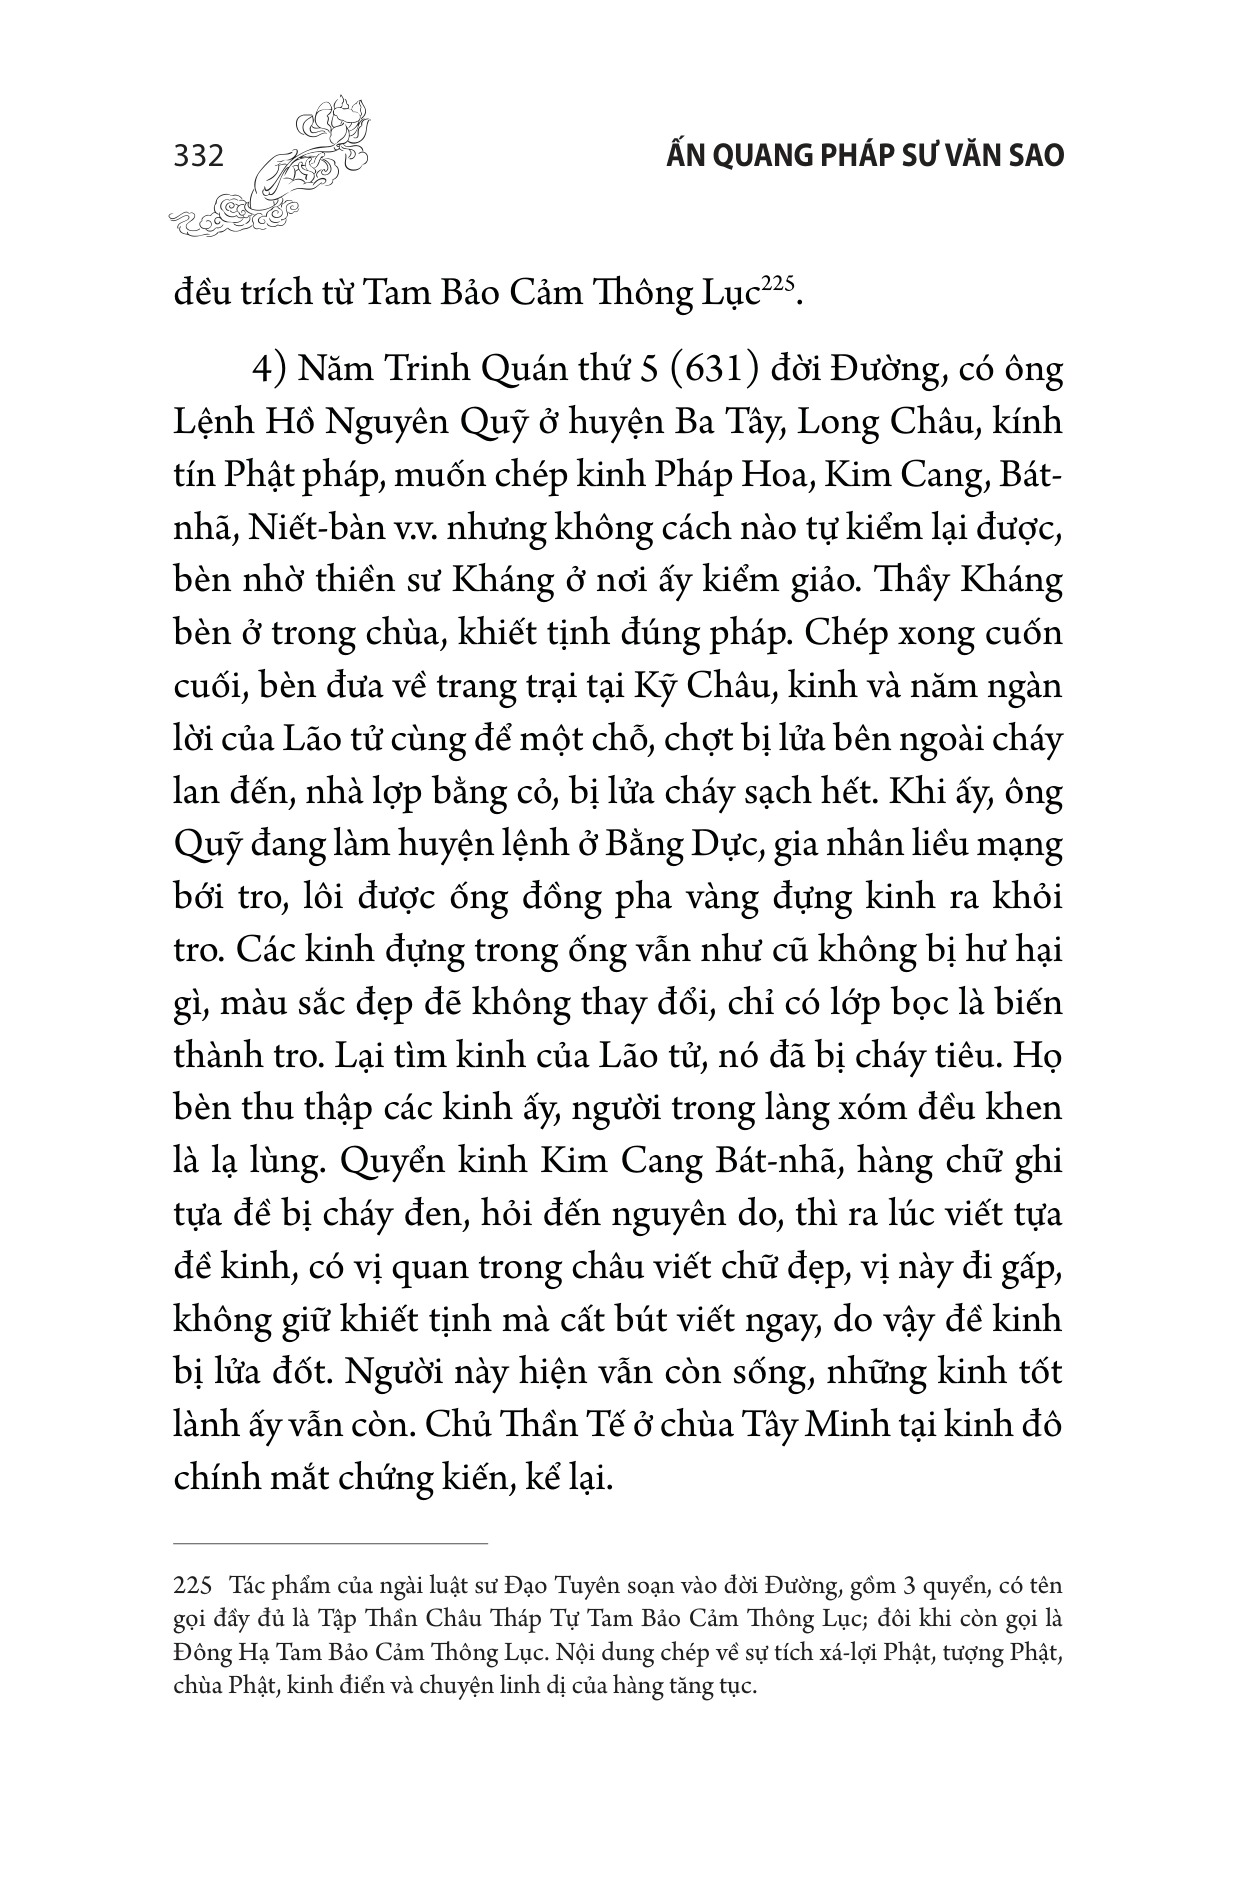 332
ẤN QUANG PHÁP SƯ VĂN SAO
đều trích từ Tam Bảo Cảm Thông Lục225.
4) Năm Trinh Quán thứ 5 (631) đời Đường, có ông
Lệnh Hồ Nguyên Quỹ ở huyện Ba Tây, Long Châu, kính
tín Phật pháp, muốn chép kinh Pháp Hoa, Kim Cang, Bát-
nhã, Niết-bàn v.v. nhưng không cách nào tự kiểm lại được,
bèn nhờ thiền sư Kháng ở nơi ấy kiểm giảo. Thầy Kháng
bèn ở trong chùa, khiết tịnh đúng pháp. Chép xong cuốn
cuối, bèn đưa về trang trại tại Kỹ Châu, kinh và năm ngàn
lời của Lão tử cùng để một chỗ, chợt bị lửa bên ngoài cháy
lan đến, nhà lợp bằng cỏ, bị lửa cháy sạch hết. Khi ấy, ông
Quỹ đang làm huyện lệnh ở Bằng Dực, gia nhân liều mạng
bới tro, lôi được ống đồng pha vàng đựng kinh ra khỏi
tro. Các kinh đựng trong ống vẫn như cũ không bị hư hại
gì, màu sắc đẹp đẽ không thay đổi, chỉ có lớp bọc là biến
thành tro. Lại tìm kinh của Lão tử, nó đã bị cháy tiêu. Họ
bèn thu thập các kinh ấy, người trong làng xóm đều khen
là lạ lùng. Quyển kinh Kim Cang Bát-nhã, hàng chữ ghi
tựa đề bị cháy đen, hỏi đến nguyên do, thì ra lúc viết tựa
đề kinh, có vị quan trong châu viết chữ đẹp, vị này đi gấp,
không giữ khiết tịnh mà cất bút viết ngay, do vậy đề kinh
bị lửa đốt. Người này hiện vẫn còn sống, những kinh tốt
lành ấy vẫn còn. Chủ Thần Tế ở chùa Tây Minh tại kinh đô
chính mắt chứng kiến, kể lại.
225 Tác phẩm của ngài luật sư Đạo Tuyên soạn vào đời Đường, gồm 3 quyển, có tên
gọi đầy đủ là Tập Thần Châu Tháp Tự Tam Bảo Cảm Thông Lục; đôi khi còn gọi là
Đông Hạ Tam Bảo Cảm Thông Lục. Nội dung chép về sự tích xá-lợi Phật, tượng Phật,
chùa Phật, kinh điển và chuyện linh dị của hàng tăng tục.